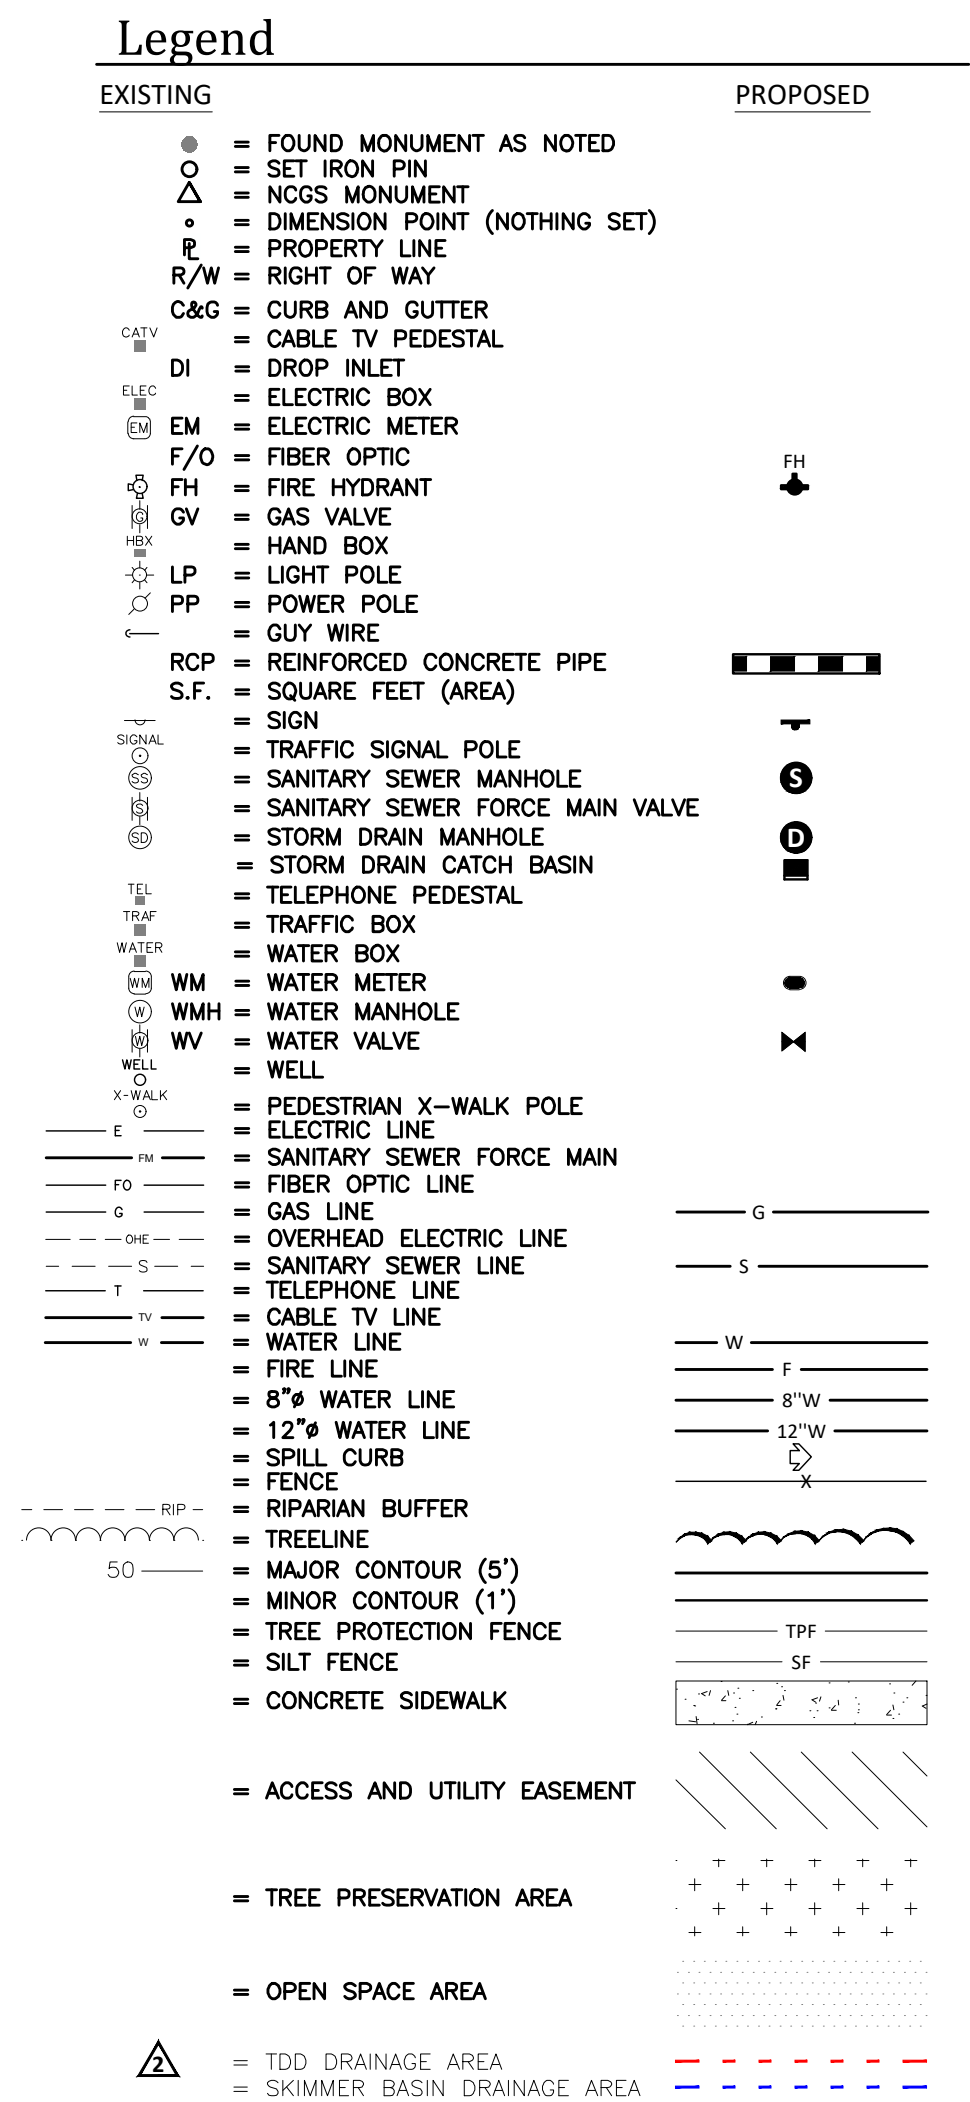 Legend
EXISTING PROPOSED
= FOUND MONUMENT AS NOTED
= SET IRON PIN
= NCGS MONUMENT
= DIMENSION POINT (NOTHING SET)
PL = PROPERTY LINE
R/W = RIGHT OF WAY
C&G = CURB AND GUTTER
CATV = CABLE TV PEDESTAL
DI = DROP INLET
ELEC = ELECTRIC BOX
EM EM = ELECTRIC METER
F/O = FIBER OPTIC
FH = FIRE HYDRANT FH
G GV = GAS VALVE
HBX = HAND BOX
LP = LIGHT POLE
PP = POWER POLE
= GUY WIRE
RCP = REINFORCED CONCRETE PIPE
S.F. = SQUARE FEET (AREA)
= SIGN
SIGNAL = TRAFFIC SIGNAL POLE
SS = SANITARY SEWER MANHOLE S
S = SANITARY SEWER FORCE MAIN VALVE
SD = STORM DRAIN MANHOLE D
= STORM DRAIN CATCH BASIN
TEL = TELEPHONE PEDESTAL
TRAF = TRAFFIC BOX
WATER = WATER BOX
WM WM = WATER METER
W WMH = WATER MANHOLE
W WV = WATER VALVE
WELL = WELL
X-WALK = PEDESTRIAN X-WALK POLE
E = ELECTRIC LINE
FM = SANITARY SEWER FORCE MAIN
FO = FIBER OPTIC LINE
G = GAS LINE G
OHE = OVERHEAD ELECTRIC LINE
S = SANITARY SEWER LINE S
T = TELEPHONE LINE
TV = CABLE TV LINE
W = WATER LINE W
= FIRE LINE F
= 8"ø WATER LINE 8"W
= 12"ø WATER LINE 12"W
= SPILL CURB
= FENCE X
RIP = RIPARIAN BUFFER
= TREELINE
50 = MAJOR CONTOUR (5')
= MINOR CONTOUR (1')
= TREE PROTECTION FENCE TPF
= SILT FENCE SF
= CONCRETE SIDEWALK
= ACCESS AND UTILITY EASEMENT
= TREE PRESERVATION AREA
= OPEN SPACE AREA
2 = TDD DRAINAGE AREA
= SKIMMER BASIN DRAINAGE AREA